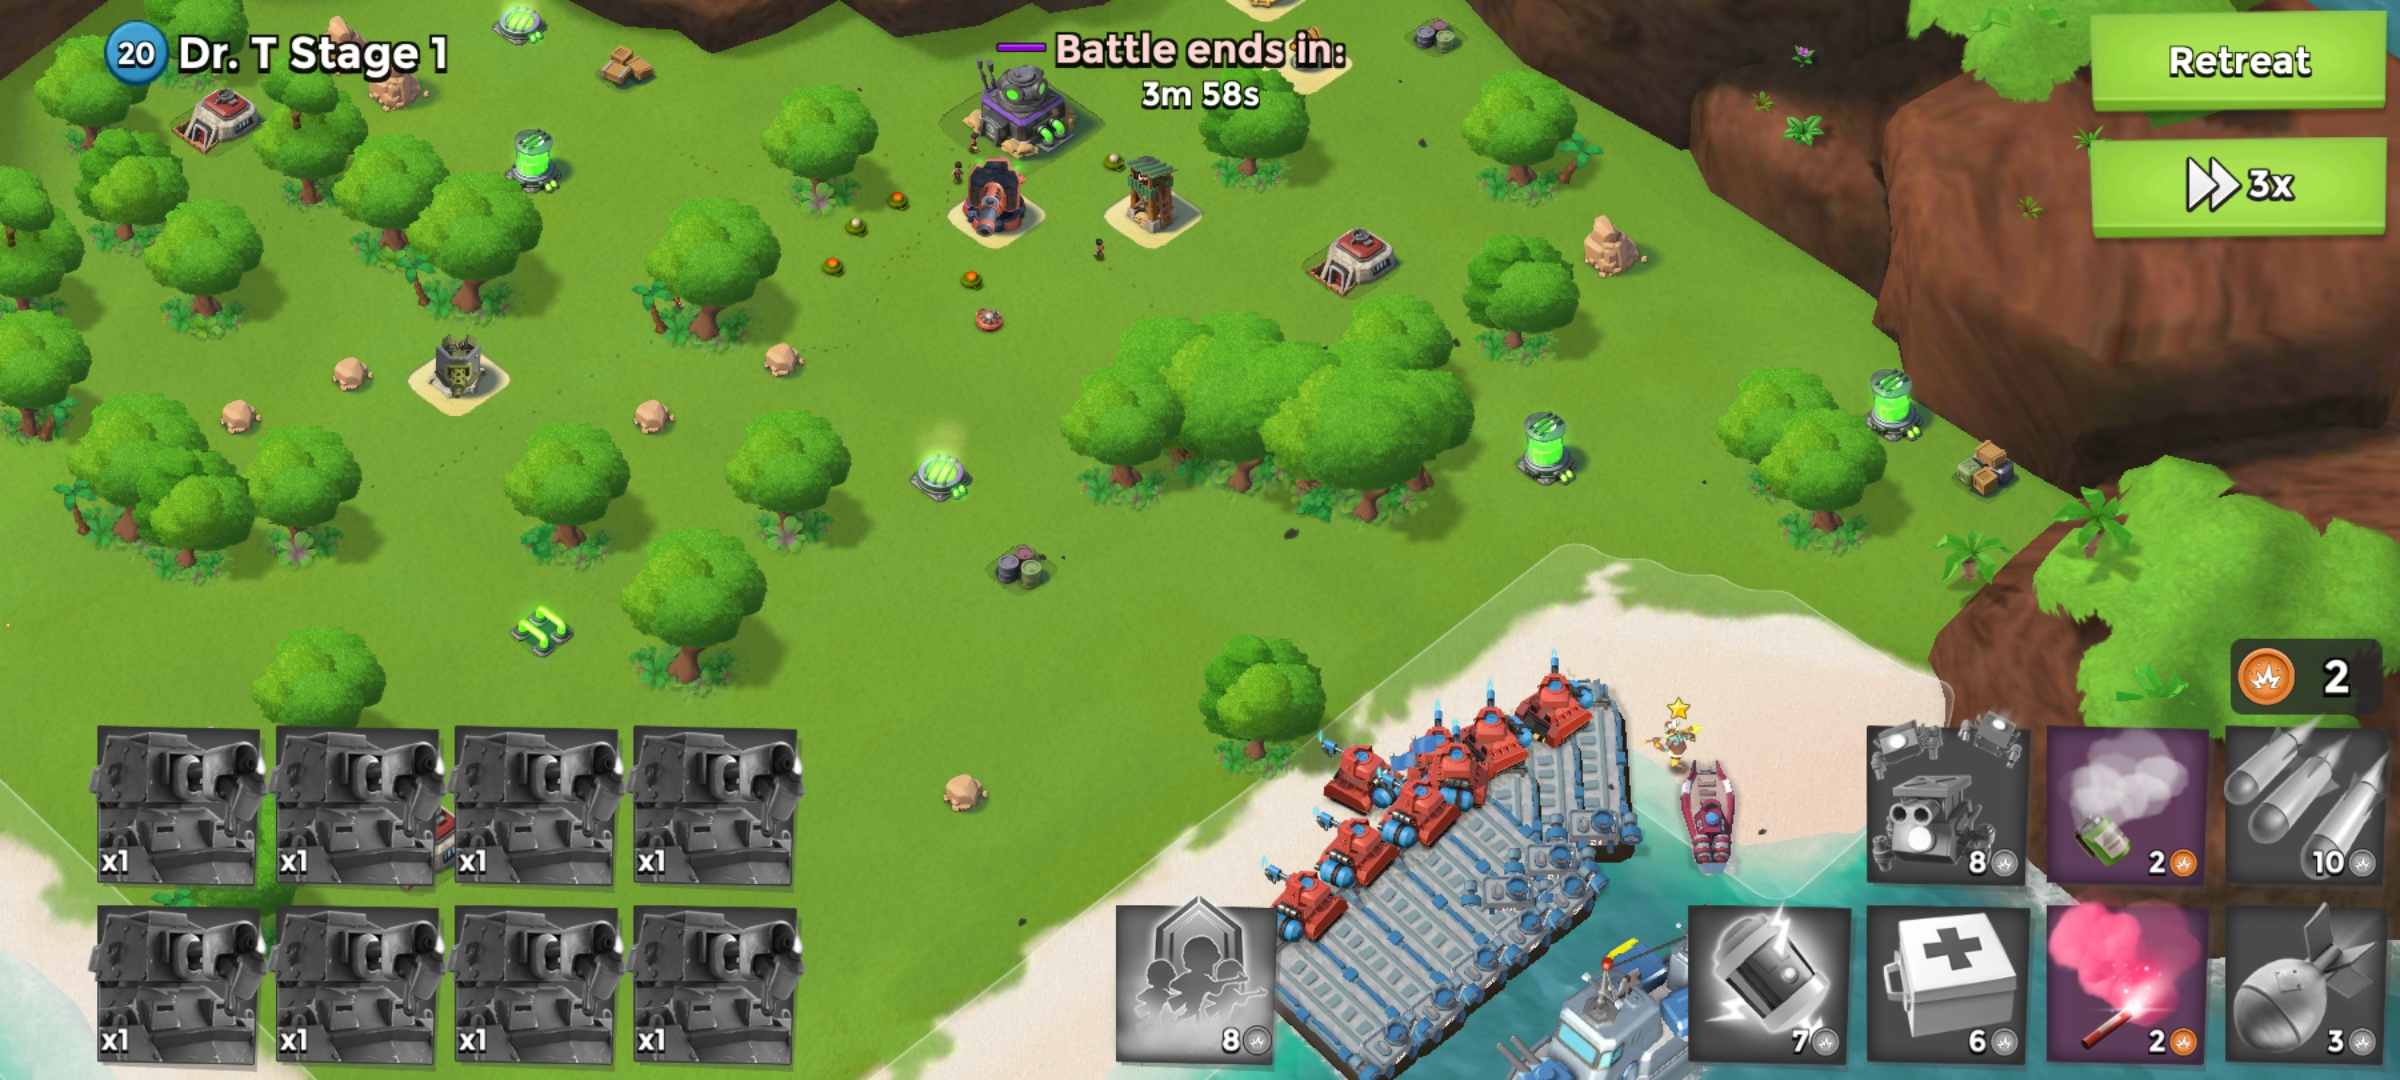 20 Dr. T Stage 1
Battle ends in:
3m 58s
Retreat
3x
2
x1
x1
x1
x1
8
2
10
x1
x1
x1
x1
8
7
6
2
3